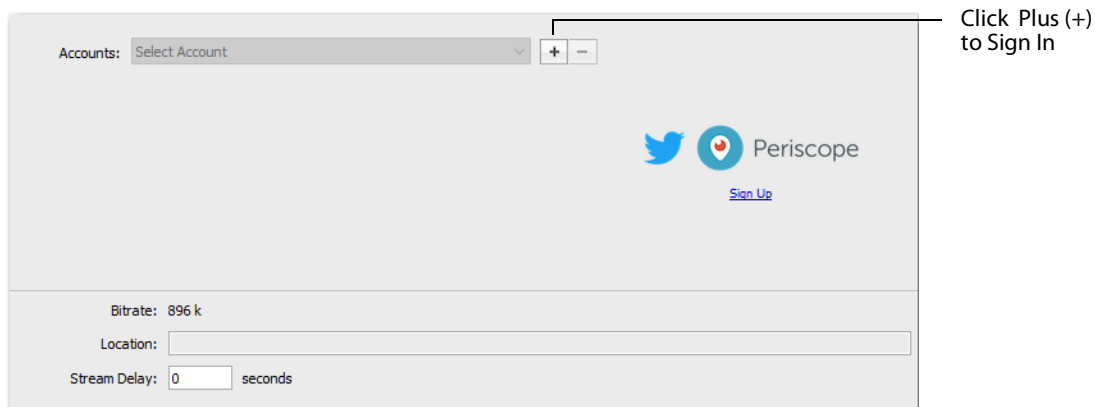 Click Plus (+)
to Sign In
Accounts: Select Account + −
Periscope
Sign Up
Bitrate: 896 k
Location:
Stream Delay: 0 seconds